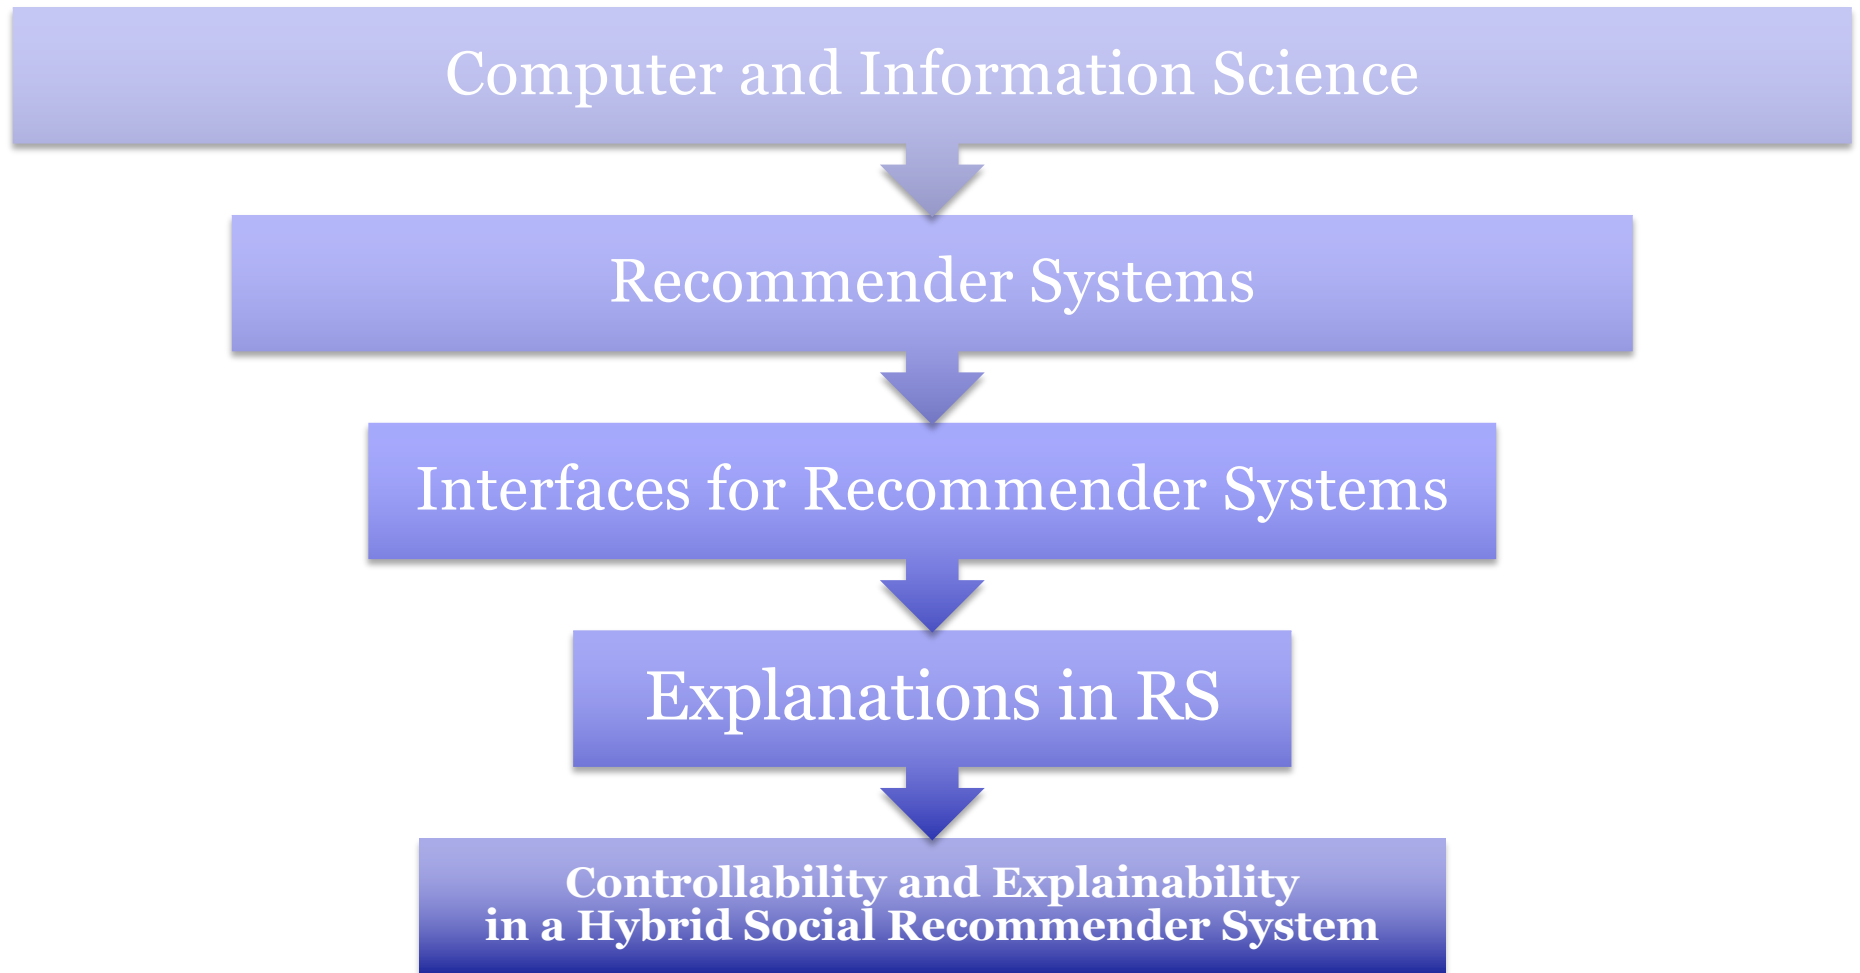 Computer and Information Science
Recommender Systems
Interfaces for Recommender Systems
Explanations in RS
Controllability and Explainability
in a Hybrid Social Recommender System